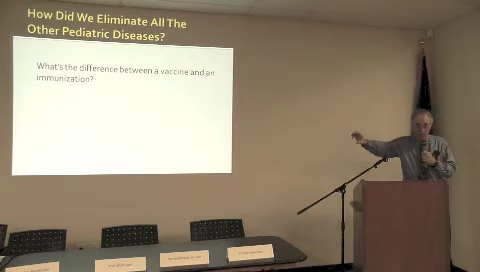 How Did We Eliminate All The
Other Pediatric Diseases?
What's the difference between a vaccine and an
immunization?